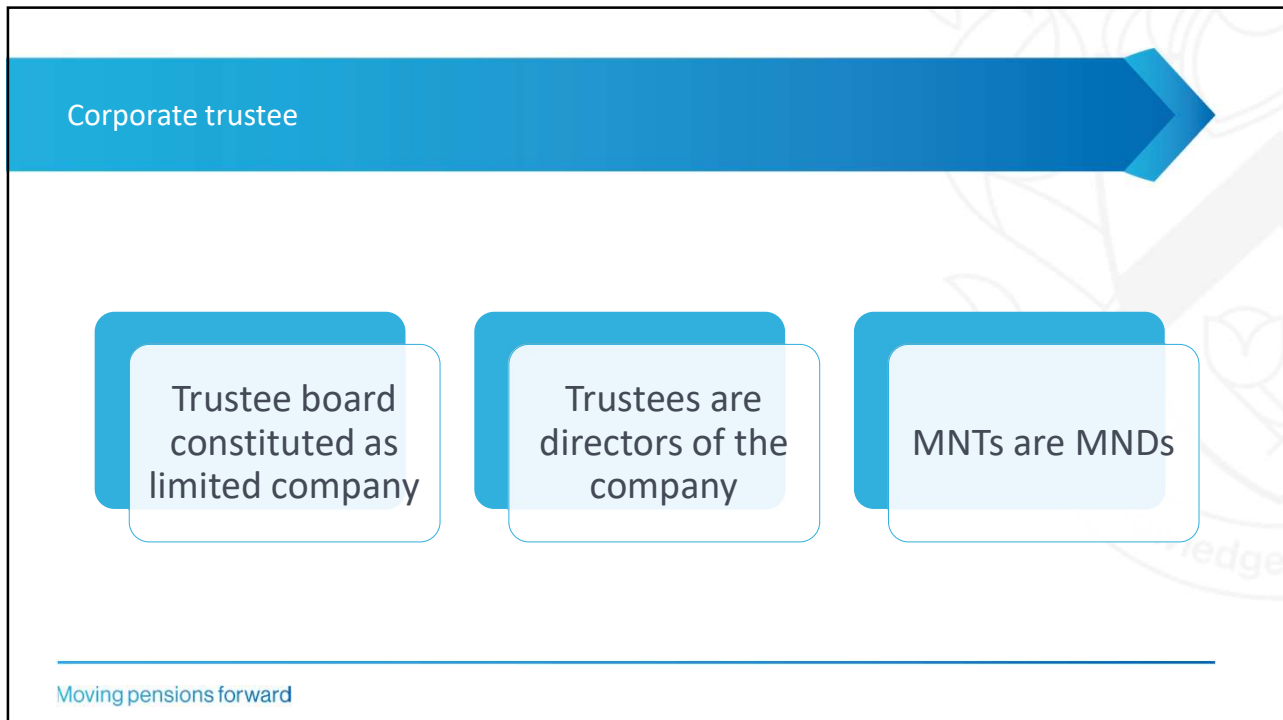 Corporate trustee
Trustee board
constituted as
limited company
Trustees are
directors of the
company
MNTs are MNDs
Moving pensions forward